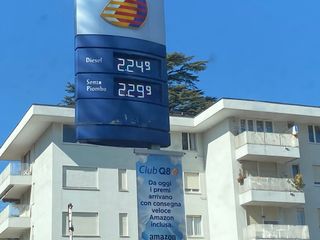 Diesel 2.249
Senza
Piombo 2.299
Club Q8
Da oggi
i premi
arrivano
con consegna
veloce
Amazon
inclusa
amazon